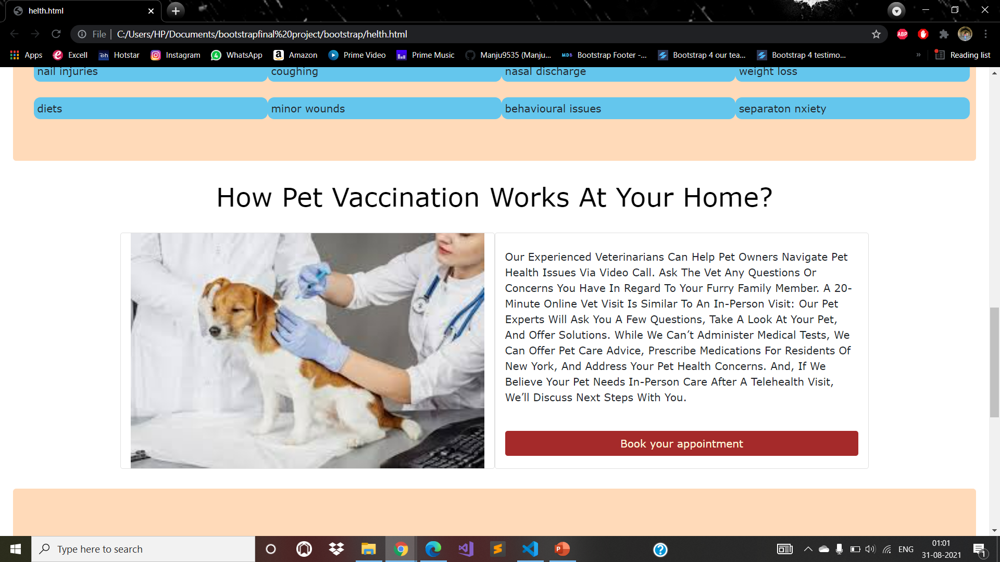 helth.html
File
C:/Users/HP/Documents/bootstrapfinal%20project/bootstrap/helth.html
ABP
Apps Excell Hotstar Instagram WhatsApp Amazon Prime Video Prime Music Manju9535 (Manju... MDB Bootstrap Footer -... Bootstrap 4 our tea... Bootstrap 4 testimo... » Reading list
nail injuries coughing nasal discharge weight loss
diets minor wounds behavioural issues separaton nxiety
How Pet Vaccination Works At Your Home?
Our Experienced Veterinarians Can Help Pet Owners Navigate Pet
Health Issues Via Video Call. Ask The Vet Any Questions Or
Concerns You Have In Regard To Your Furry Family Member. A 20-
Minute Online Vet Visit Is Similar To An In-Person Visit: Our Pet
Experts Will Ask You A Few Questions, Take A Look At Your Pet,
And Offer Solutions. While We Can’t Administer Medical Tests, We
Can Offer Pet Care Advice, Prescribe Medications For Residents Of
New York, And Address Your Pet Health Concerns. And, If We
Believe Your Pet Needs In-Person Care After A Telehealth Visit,
We’ll Discuss Next Steps With You.
Book your appointment
Type here to search
ENG
01:01
31-08-2021
1